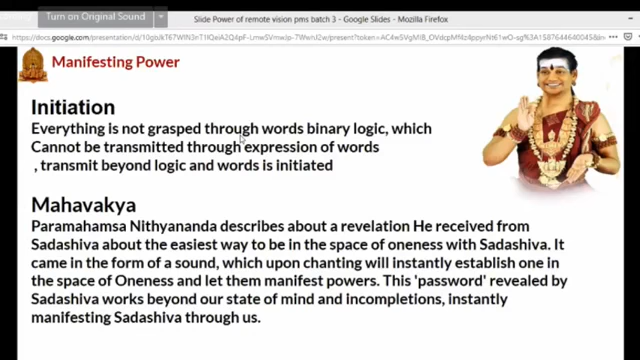 Turn on Original Sound
Slide Power of remote vision pms batch 3 - Google Slides - Mozilla Firefox
Manifesting Power
Initiation
Everything is not grasped through words binary logic, which
Cannot be transmitted through expression of words
, transmit beyond logic and words is initiated
Mahavakya
Paramahamsa Nithyananda describes about a revelation He received from
Sadashiva about the easiest way to be in the space of oneness with Sadashiva. It
came in the form of a sound, which upon chanting will instantly establish one in
the space of Oneness and let them manifest powers. This 'password' revealed by
Sadashiva works beyond our state of mind and incompletions, instantly
manifesting Sadashiva through us.